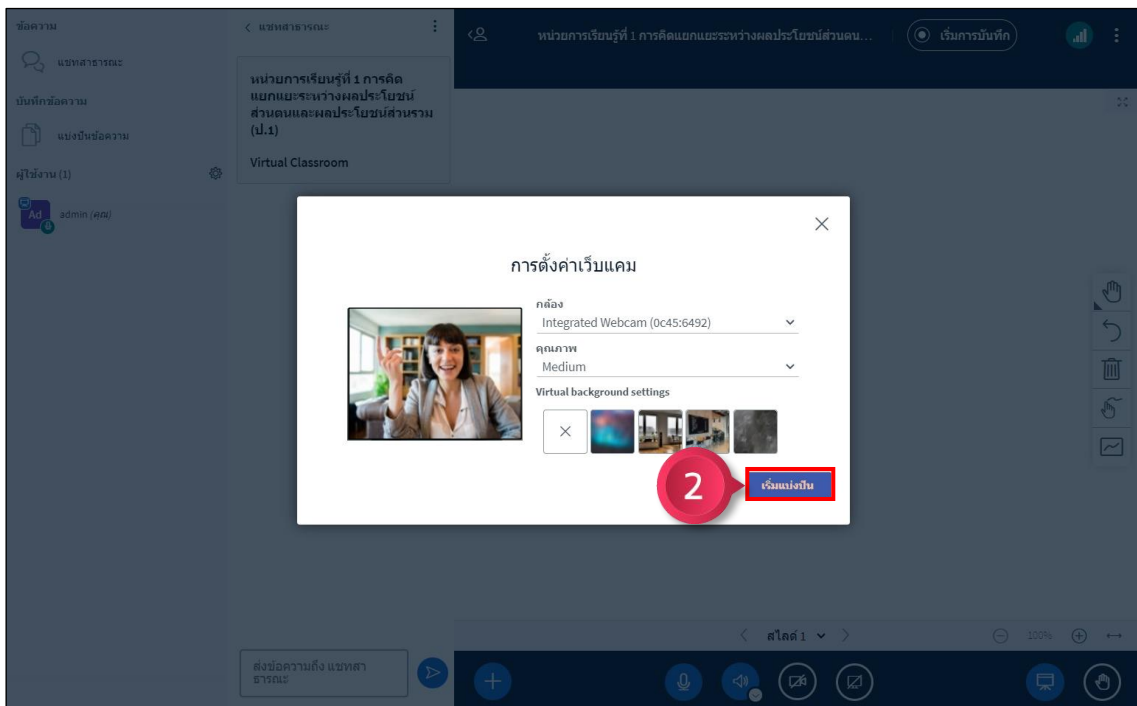 ข้อความ
แชทสาธารณะ
บันทึกข้อความ
แบ่งปันข้อความ
ผู้ใช้งาน (1)
Ad
admin (คุณ)
แชทสาธารณะ
หน่วยการเรียนรู้ที่ 1 การคิด
แยกแยะระหว่างผลประโยชน์
ส่วนตนและผลประโยชน์ส่วนรวม
(ป.1)
Virtual Classroom
ส่งข้อความถึง แชทสา
ธารณะ
หน่วยการเรียนรู้ที่ 1 การคิดแยกแยะระหว่างผลประโยชน์ส่วนตน...
เริ่มการบันทึก
การตั้งค่าเว็บแคม
กล้อง
Integrated Webcam (0c45:6492)
คุณภาพ
Medium
Virtual background settings
2
เริ่มแบ่งปัน
สไลด์ 1
100%